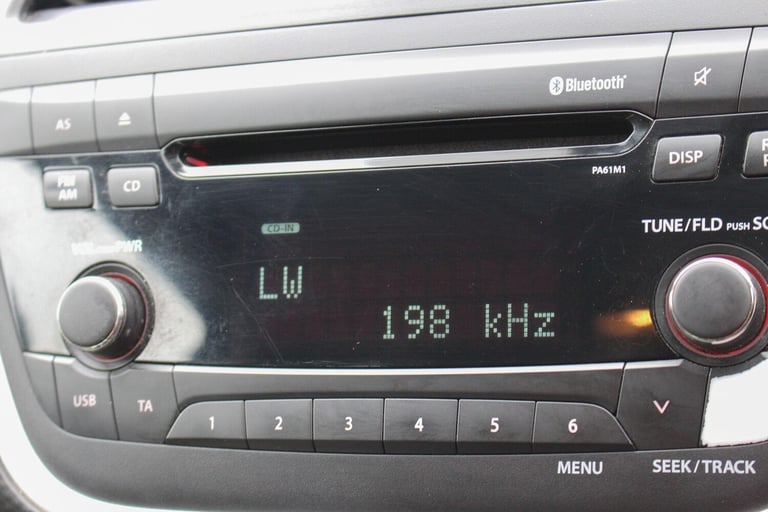 Bluetooth®
AS
PA61M1
DISP
FM
AM
CD
TUNE/FLD PUSH
CD-IN
PWR
LW
198 kHz
USB
TA
1 2 3 4 5 6
MENU
SEEK/TRACK